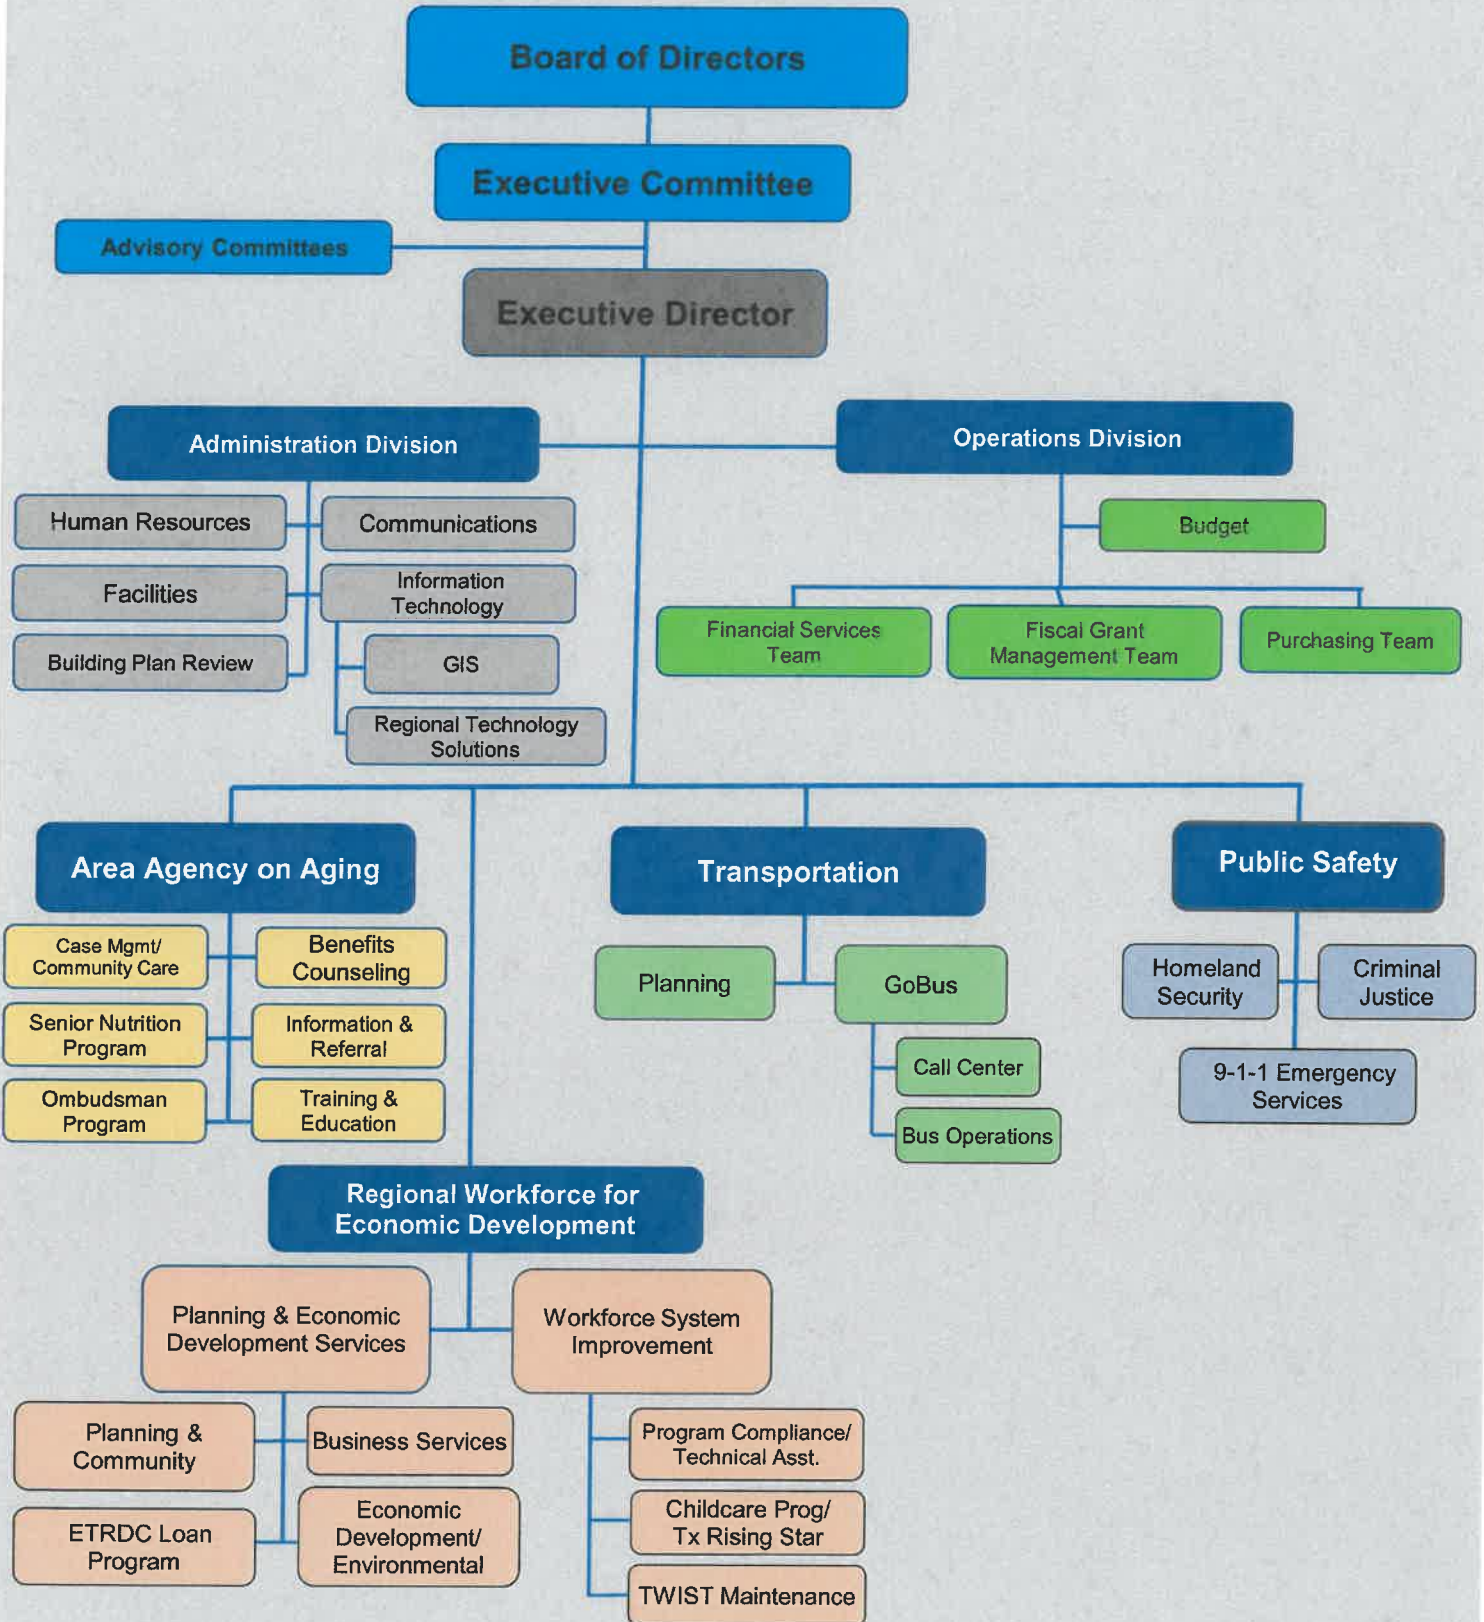 Board of Directors
Executive Committee
Advisory Committees
Executive Director
Administration Division
Operations Division
Human Resources
Communications
Budget
Facilities
Information
Technology
Financial Services
Team
Fiscal Grant
Management Team
Purchasing Team
Building Plan Review
GIS
Regional Technology
Solutions
Area Agency on Aging
Transportation
Public Safety
Case Mgmt/
Community Care
Benefits
Counseling
Planning
GoBus
Homeland
Security
Criminal
Justice
Senior Nutrition
Program
Information &
Referral
Call Center
9-1-1 Emergency
Services
Ombudsman
Program
Training &
Education
Bus Operations
Regional Workforce for
Economic Development
Planning & Economic
Development Services
Workforce System
Improvement
Planning &
Community
Business Services
Program Compliance/
Technical Asst.
ETRDC Loan
Program
Economic
Development/
Environmental
Childcare Prog/
Tx Rising Star
TWIST Maintenance